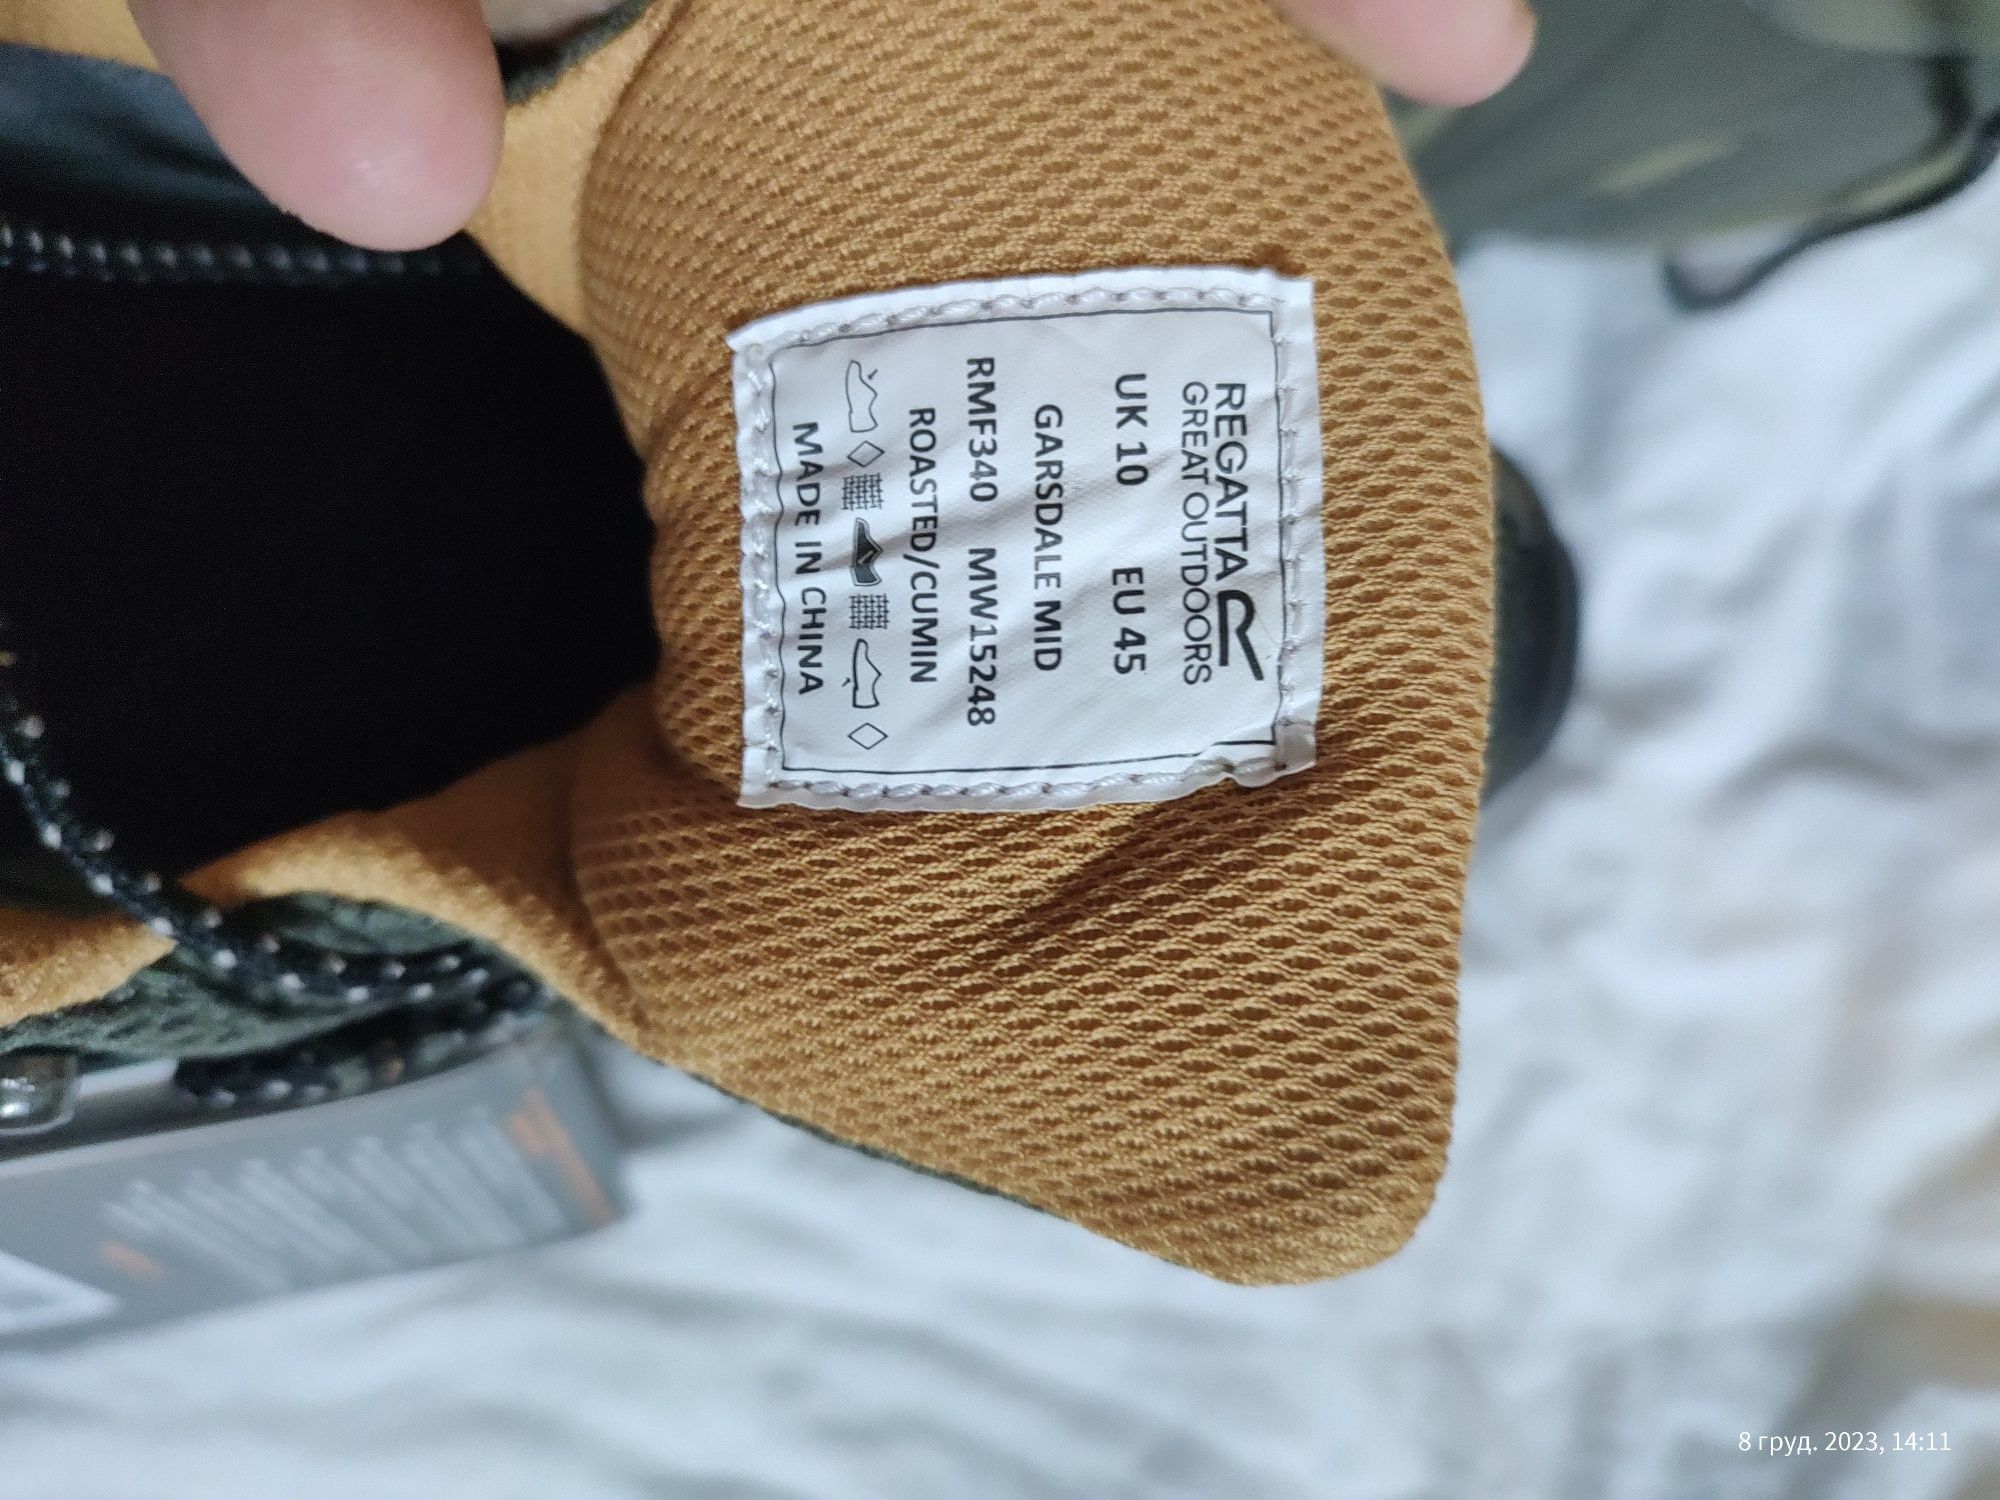 REGATTA
GREAT OUTDOORS
UK 10 EU 45
GARSDALE MID
RMF340 MW15248
ROASTED/CUMIN
MADE IN CHINA
8 груд. 2023, 14:11